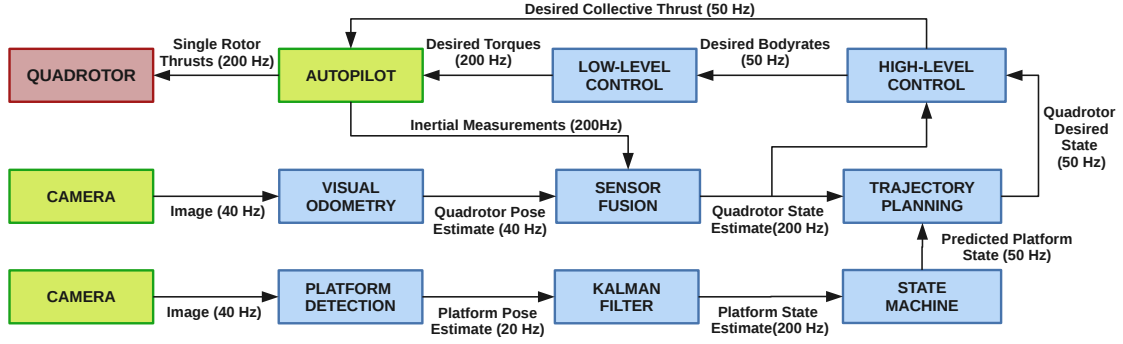 Desired Collective Thrust (50 Hz)
Single Rotor
Thrusts (200 Hz)
Desired Torques
(200 Hz)
Desired Bodyrates
(50 Hz)
QUADROTOR
AUTOPILOT
LOW-LEVEL
CONTROL
HIGH-LEVEL
CONTROL
Inertial Measurements (200Hz)
Quadrotor
Desired
State
(50 Hz)
CAMERA
Image (40 Hz)
VISUAL
ODOMETRY
Quadrotor Pose
Estimate (40 Hz)
SENSOR
FUSION
Quadrotor State
Estimate(200 Hz)
TRAJECTORY
PLANNING
Predicted Platform
State (50 Hz)
CAMERA
Image (40 Hz)
PLATFORM
DETECTION
Platform Pose
Estimate (20 Hz)
KALMAN
FILTER
Platform State
Estimate(200 Hz)
STATE
MACHINE